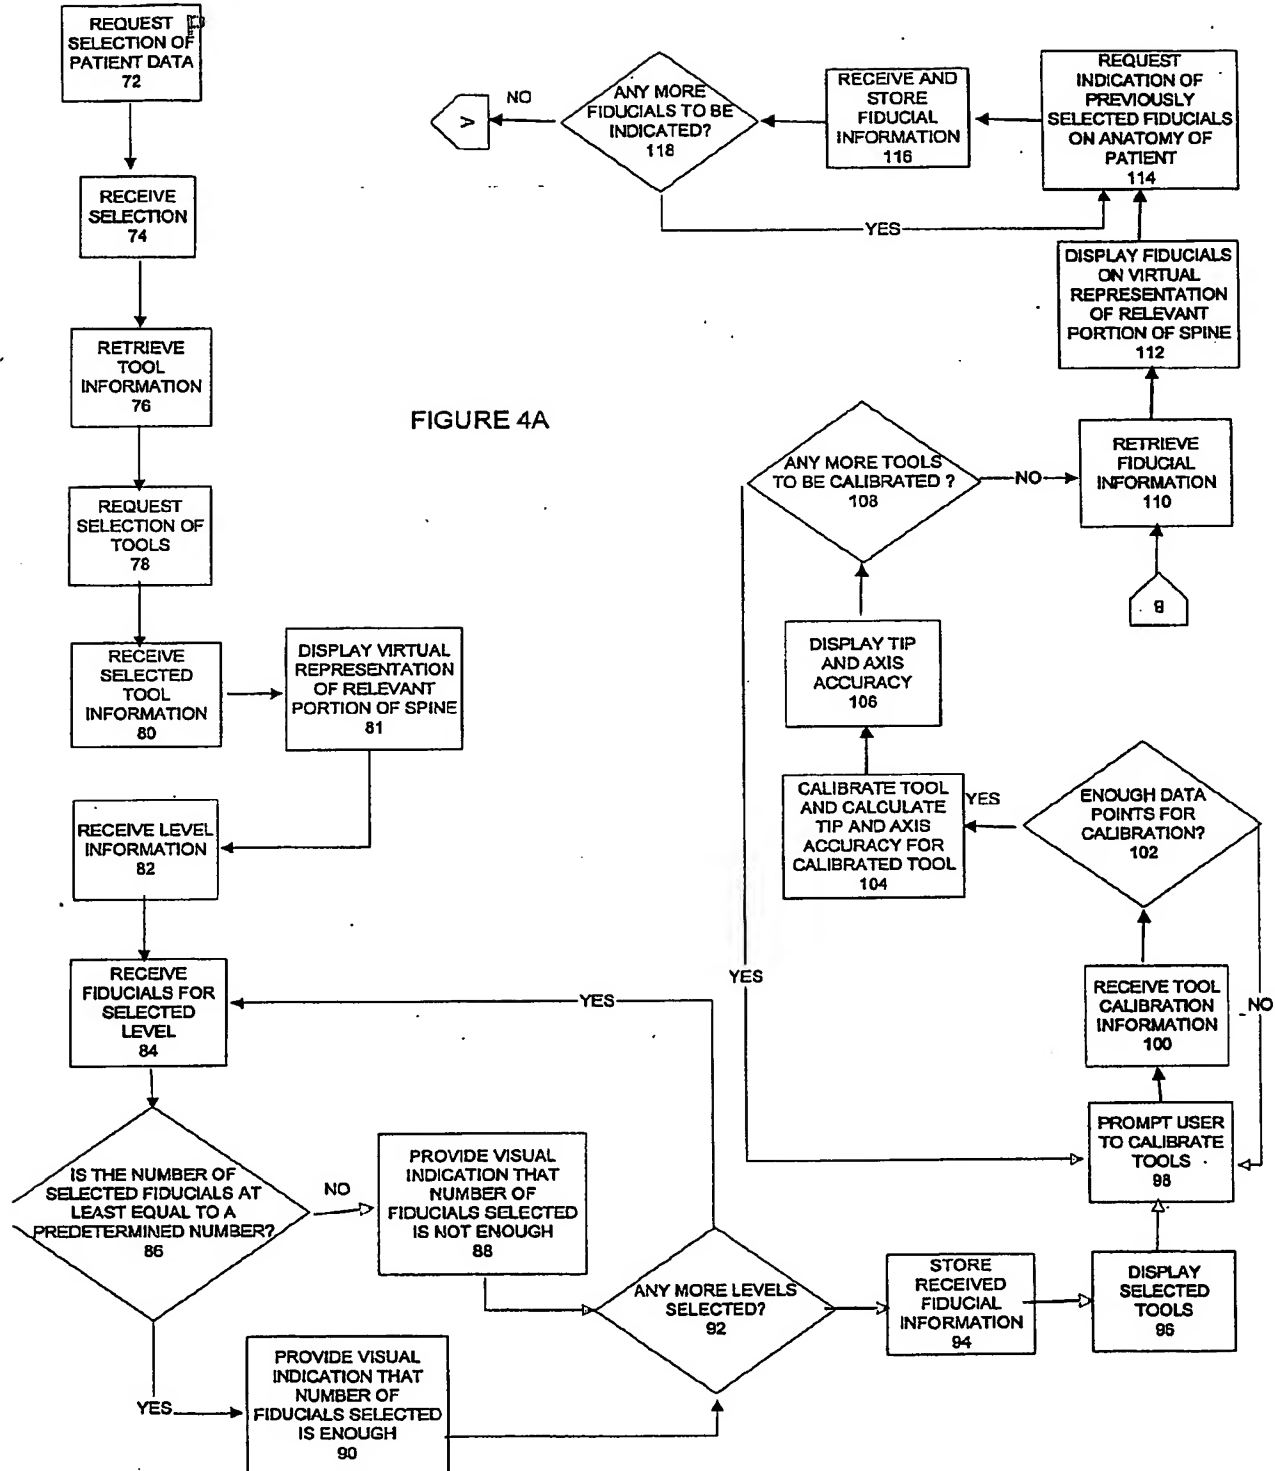 REQUEST
SELECTION OF
PATIENT DATA
72
RECEIVE
SELECTION
74
RETRIEVE
TOOL
INFORMATION
76
REQUEST
SELECTION OF
TOOLS
78
RECEIVE
SELECTED
TOOL
INFORMATION
80
DISPLAY VIRTUAL
REPRESENTATION
OF RELEVANT
PORTION OF SPINE
81
RECEIVE LEVEL
INFORMATION
82
RECEIVE
FIDUCIALS FOR
SELECTED
LEVEL
84
IS THE NUMBER OF
SELECTED FIDUCIALS AT
LEAST EQUAL TO A
PREDETERMINED NUMBER?
86
NO
PROVIDE VISUAL
INDICATION THAT
NUMBER OF
FIDUCIALS SELECTED
IS NOT ENOUGH
88
YES
PROVIDE VISUAL
INDICATION THAT
NUMBER OF
FIDUCIALS SELECTED
IS ENOUGH
90
ANY MORE LEVELS
SELECTED?
92
YES
STORE
RECEIVED
FIDUCIAL
INFORMATION
94
DISPLAY
SELECTED
TOOLS
96
PROMPT USER
TO CALIBRATE
TOOLS
98
RECEIVE TOOL
CALIBRATION
INFORMATION
100
ENOUGH DATA
POINTS FOR
CALIBRATION?
102
NO
YES
CALIBRATE TOOL
AND CALCULATE
TIP AND AXIS
ACCURACY FOR
CALIBRATED TOOL
104
DISPLAY TIP
AND AXIS
ACCURACY
106
ANY MORE TOOLS
TO BE CALIBRATED ?
108
YES
NO
RETRIEVE
FIDUCIAL
INFORMATION
110
B
DISPLAY FIDUCIALS
ON VIRTUAL
REPRESENTATION
OF RELEVANT
PORTION OF SPINE
112
REQUEST
INDICATION OF
PREVIOUSLY
SELECTED FIDUCIALS
ON ANATOMY OF
PATIENT
114
RECEIVE AND
STORE
FIDUCIAL
INFORMATION
116
ANY MORE
FIDUCIALS TO BE
INDICATED?
118
NO
A
YES
FIGURE 4A